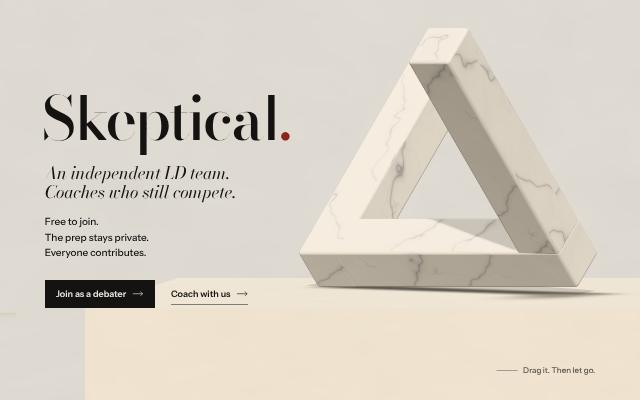 Skeptical.
An independent LD team.
Coaches who still compete.
Free to join.
The prep stays private.
Everyone contributes.
Join as a debater →
Coach with us →
Drag it. Then let go.